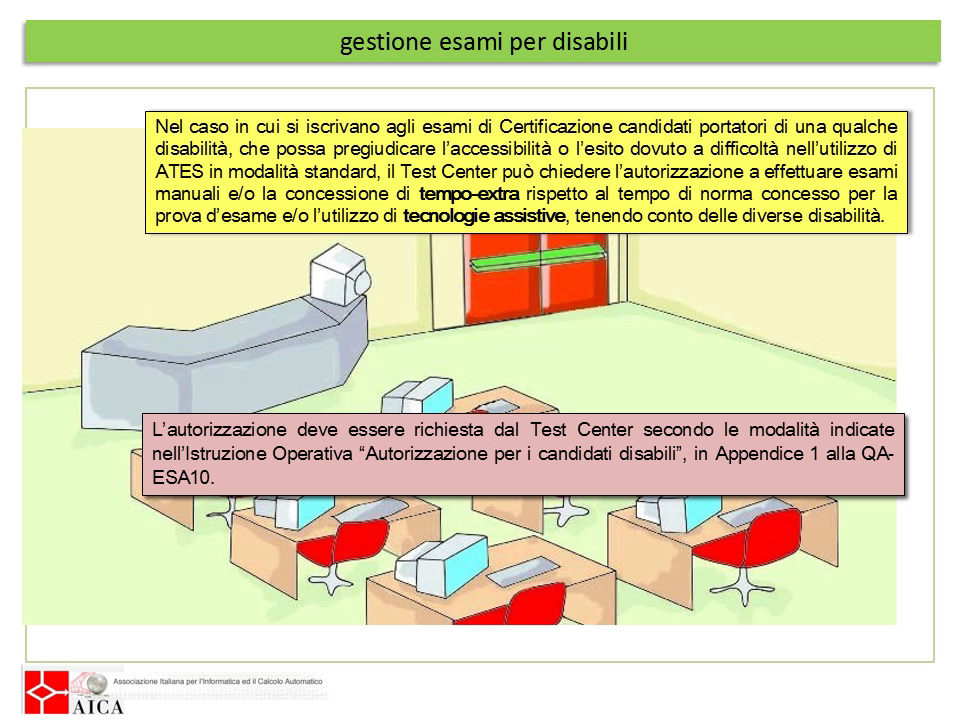 gestione esami per disabili
Nel caso in cui si iscrivano agli esami di Certificazione candidati portatori di una qualche
disabilità, che possa pregiudicare l’accessibilità o l’esito dovuto a difficoltà nell’utilizzo di
ATES in modalità standard, il Test Center può chiedere l’autorizzazione a effettuare esami
manuali e/o la concessione di tempo-extra rispetto al tempo di norma concesso per la
prova d’esame e/o l’utilizzo di tecnologie assistive, tenendo conto delle diverse disabilità.
L’autorizzazione deve essere richiesta dal Test Center secondo le modalità indicate
nell’Istruzione Operativa “Autorizzazione per i candidati disabili”, in Appendice 1 alla QA-
ESA10.
Associazione Italiana per l’Informatica ed il Calcolo Automatico
AICA